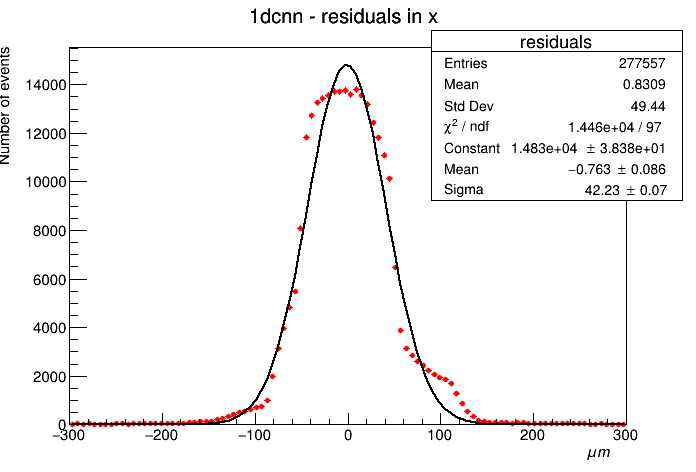 1dcnn - residuals in x
residuals
Entries 277557
Mean 0.8309
Std Dev 49.44
χ² / ndf 1.446e+04 / 97
Constant 1.483e+04 ± 3.838e+01
Mean −0.763 ± 0.086
Sigma 42.23 ± 0.07
Number of events
14000
12000
10000
8000
6000
4000
2000
0
−300 −200 −100 0 100 200 300
μm